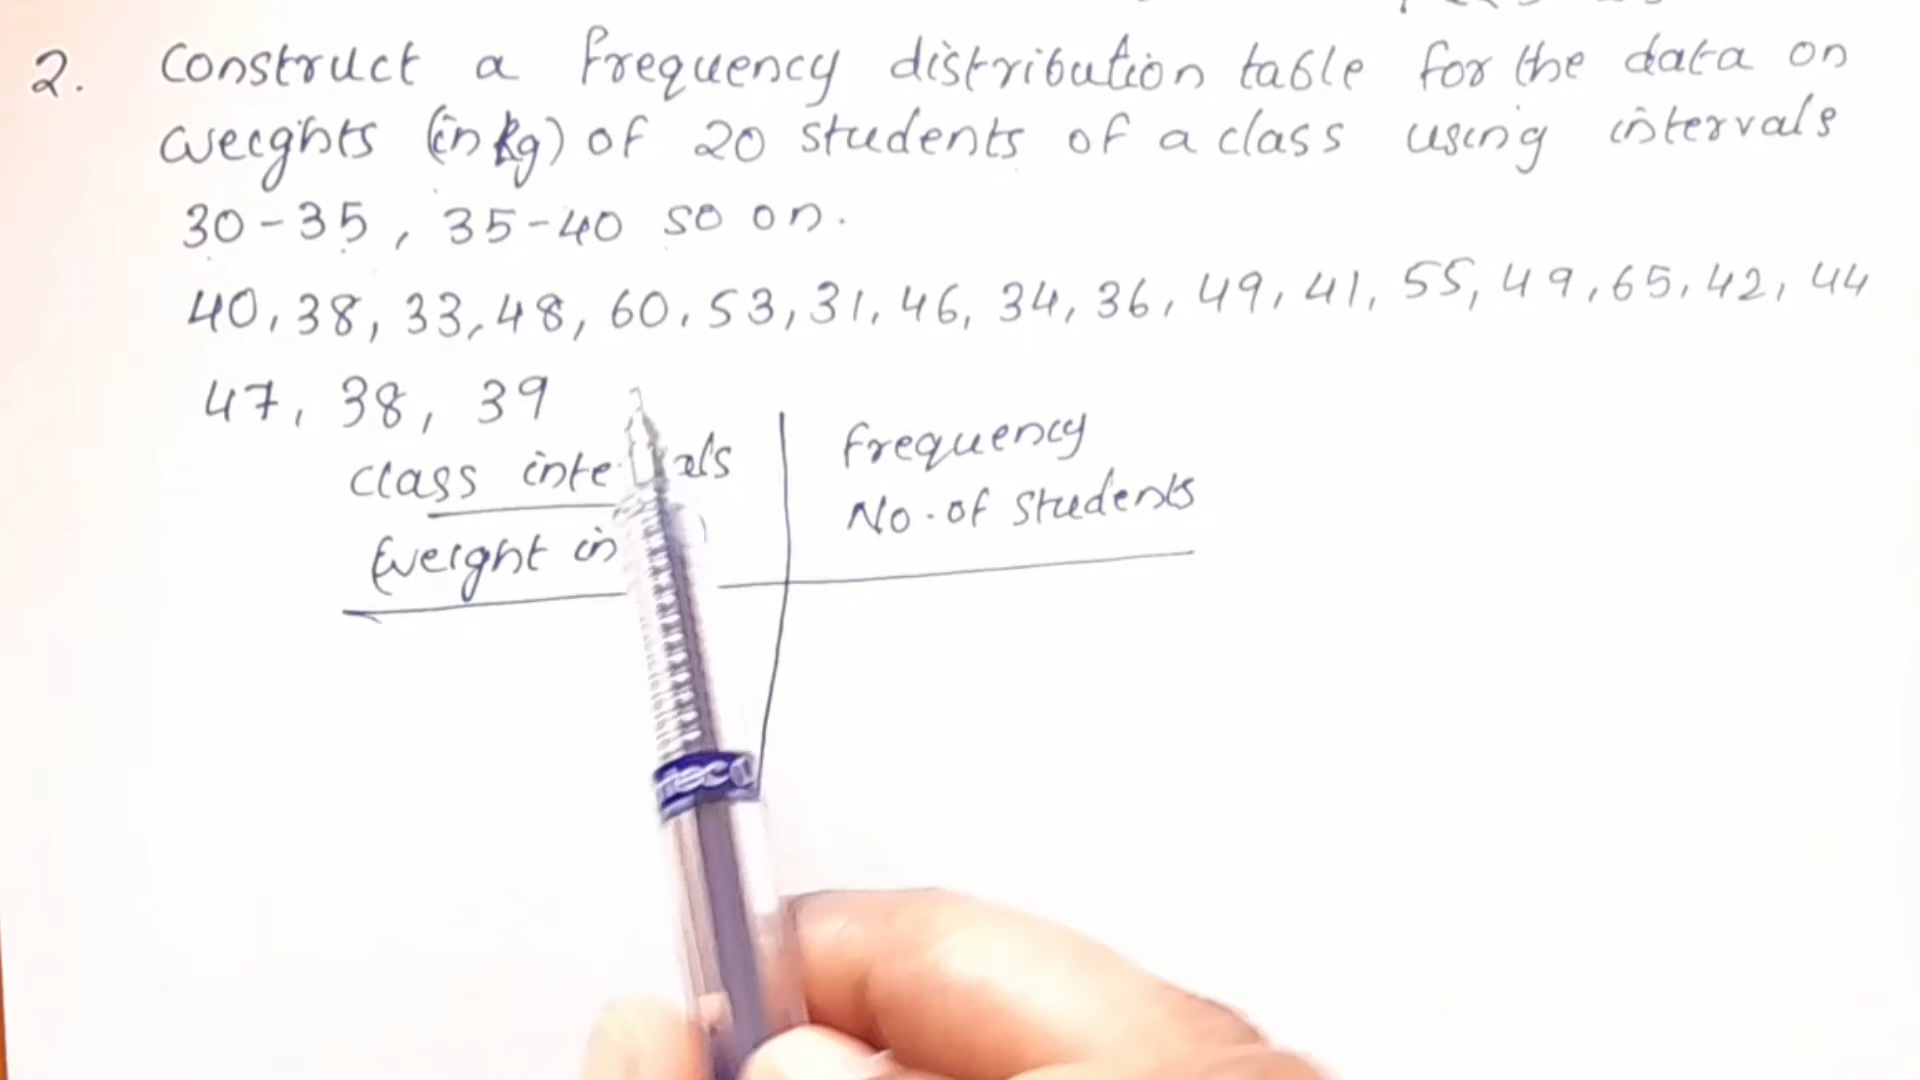 2. Construct a frequency distribution table for the data on
weights (in kg) of 20 students of a class using intervals
30-35, 35-40 so on.
40, 38, 33, 48, 60, 53, 31, 46, 34, 36, 49, 41, 55, 49, 65, 42, 44
47, 38, 39
class
Frequency
No. of students
(weight in